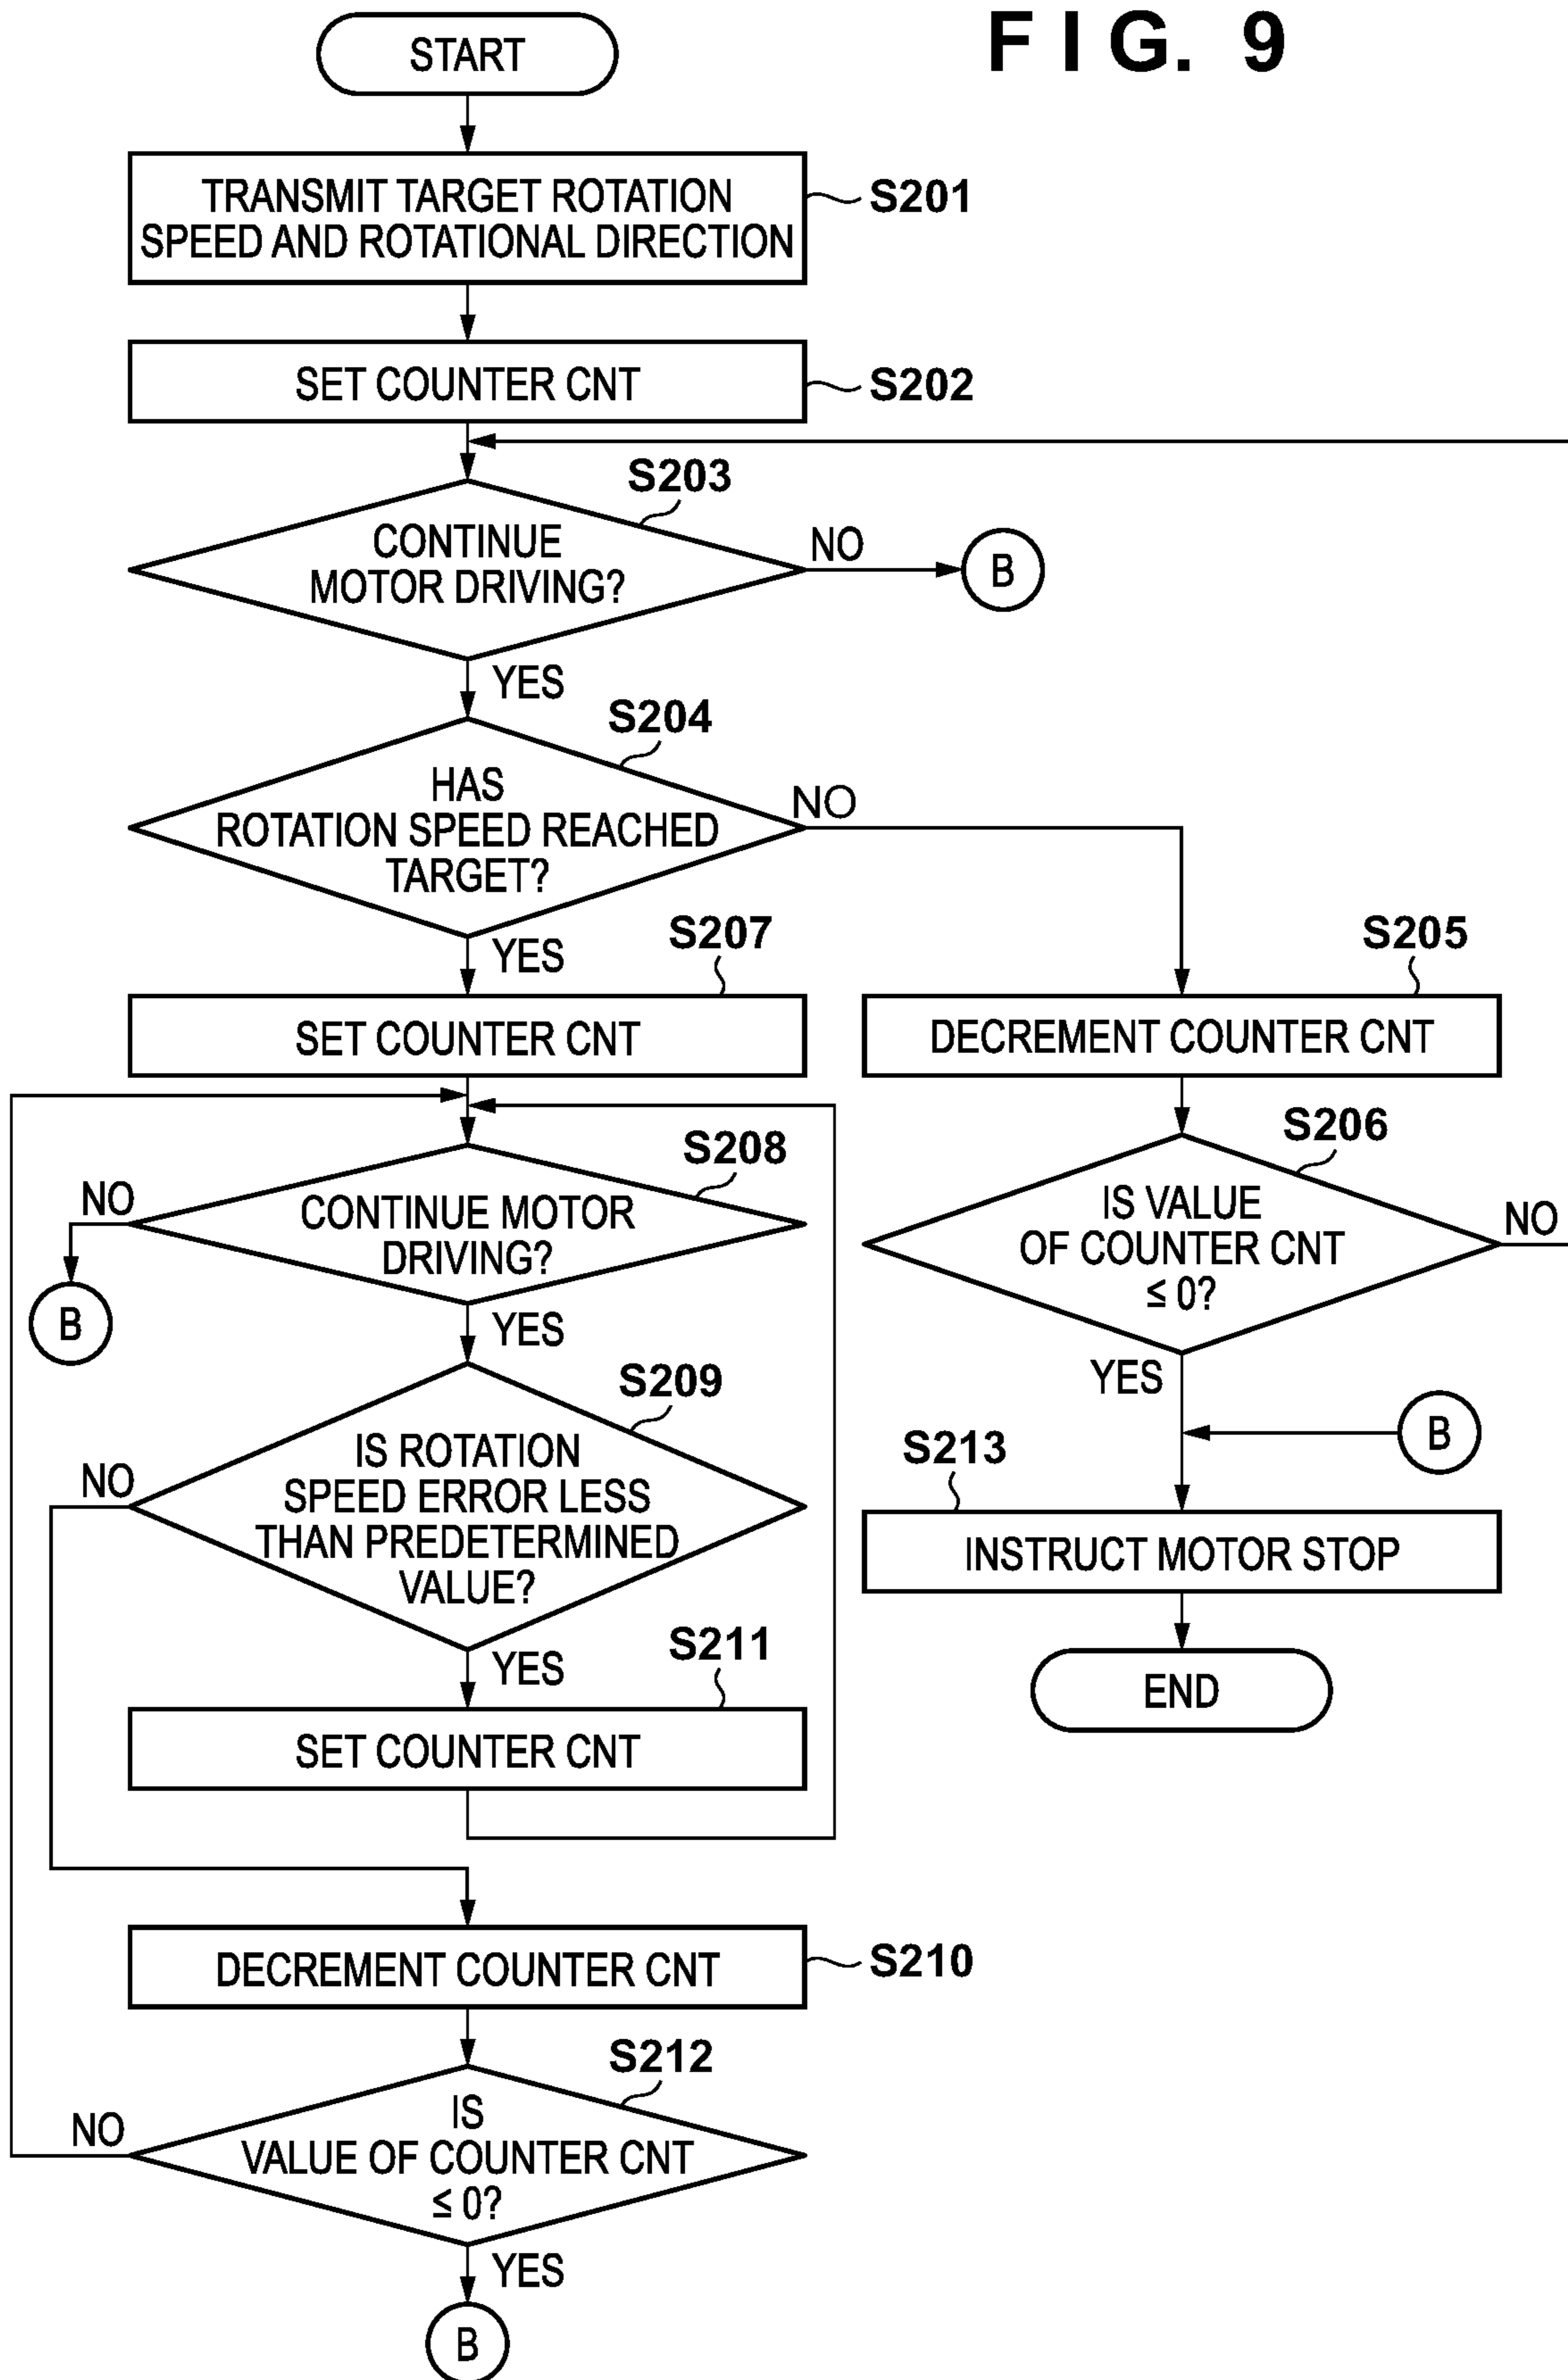 FIG. 9
START
TRANSMIT TARGET ROTATION
SPEED AND ROTATIONAL DIRECTION
S201
SET COUNTER CNT
S202
S203
CONTINUE
MOTOR DRIVING?
NO
B
YES
S204
HAS
ROTATION SPEED REACHED
TARGET?
NO
YES
S207
SET COUNTER CNT
S205
DECREMENT COUNTER CNT
S206
IS VALUE
OF COUNTER CNT
≤ 0?
NO
YES
S208
CONTINUE MOTOR
DRIVING?
NO
B
YES
S209
IS ROTATION
SPEED ERROR LESS
THAN PREDETERMINED
VALUE?
NO
YES
B
S213
INSTRUCT MOTOR STOP
END
S211
SET COUNTER CNT
DECREMENT COUNTER CNT
S210
S212
IS
VALUE OF COUNTER CNT
≤ 0?
NO
YES
B